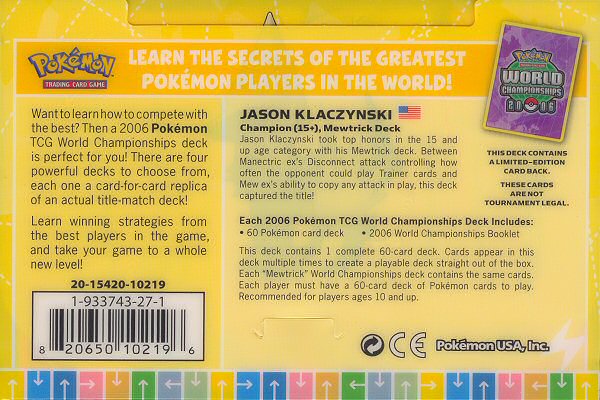 POKéMON
TRADING CARD GAME
LEARN THE SECRETS OF THE GREATEST
POKÉMON PLAYERS IN THE WORLD!
Want to learn how to compete with
the best? Then a 2006 Pokémon
TCG World Championships deck
is perfect for you! There are four
powerful decks to choose from,
each one a card-for-card replica
of an actual title-match deck!
Learn winning strategies from
the best players in the game,
and take your game to a whole
new level!
20-15420-10219
1-933743-27-1
8 20650 10219 6
JASON KLACZYNSKI
Champion (15+), Mewtrick Deck
Jason Klaczynski took top honors in the 15 and
up age category with his Mewtrick deck. Between
Manectric ex's Disconnect attack controlling how
often the opponent could play Trainer cards and
Mew ex's ability to copy any attack in play, this deck
captured the title!
Each 2006 Pokémon TCG World Championships Deck Includes:
• 60 Pokémon card deck • 2006 World Championships Booklet
This deck contains 1 complete 60-card deck. Cards appear in this
deck multiple times to create a playable deck straight out of the box.
Each “Mewtrick” World Championships deck contains the same cards.
Each player must have a 60-card deck of Pokémon cards to play.
Recommended for players ages 10 and up.
POKéMON
WORLD
Championships
2006
THIS DECK CONTAINS
A LIMITED-EDITION
CARD BACK.
THESE CARDS
ARE NOT
TOURNAMENT LEGAL.
CE
Pokémon USA, Inc.